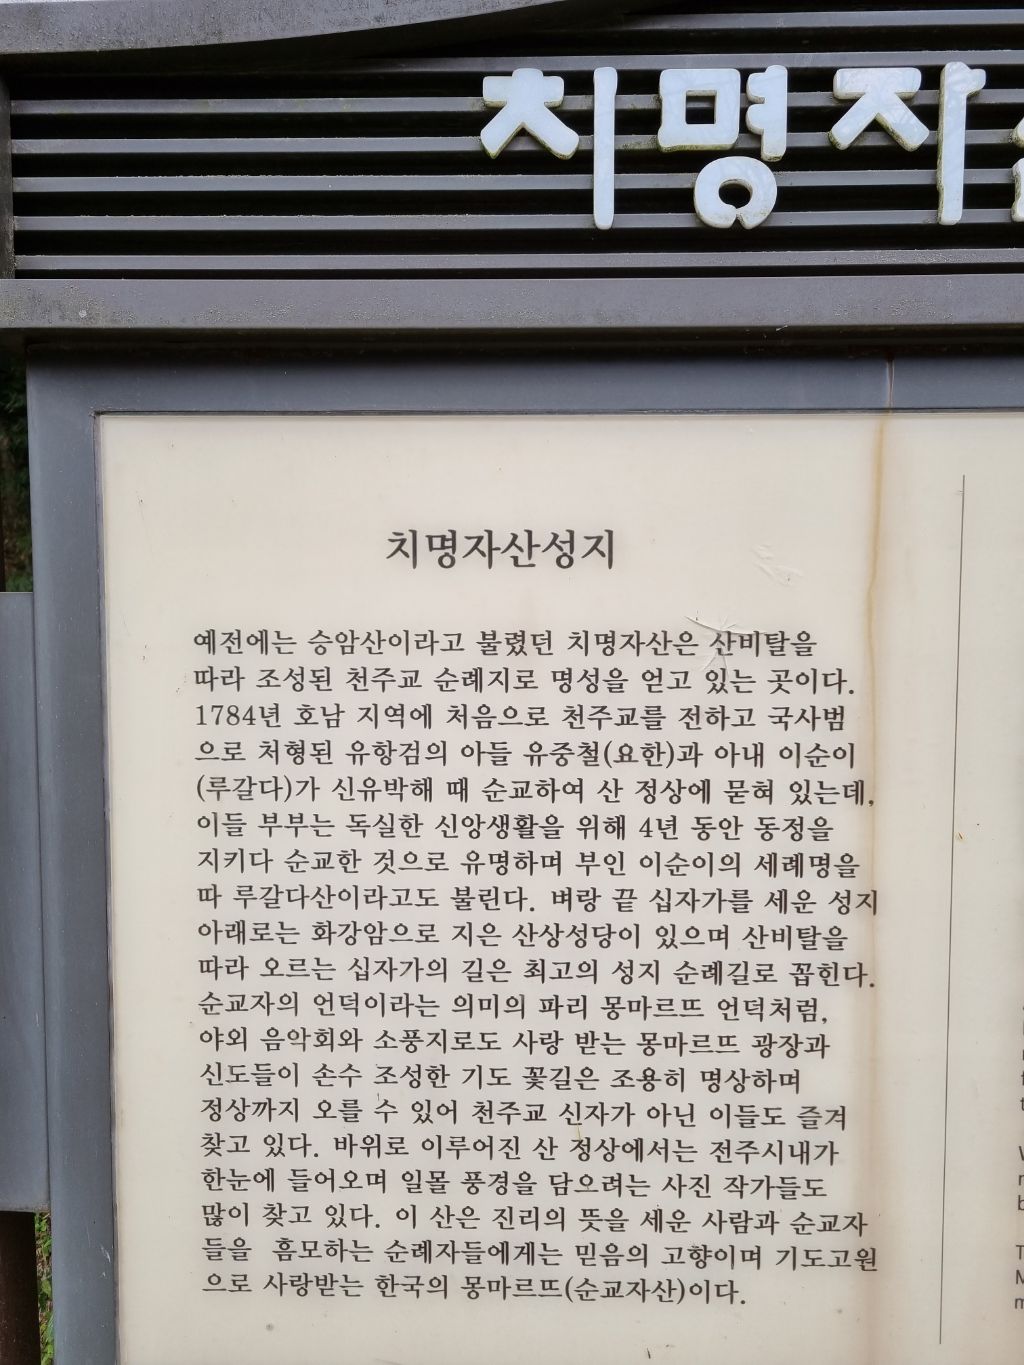 치명자
치명자산성지
예전에는 승암산이라고 불렸던 치명자산은 산비탈을
따라 조성된 천주교 순례지로 명성을 얻고 있는 곳이다.
1784년 호남 지역에 처음으로 천주교를 전하고 국사범
으로 처형된 유항검의 아들 유중철(요한)과 아내 이순이
(루갈다)가 신유박해 때 순교하여 산 정상에 묻혀 있는데,
이들 부부는 독실한 신앙생활을 위해 4년 동안 동정을
지키다 순교한 것으로 유명하며 부인 이순이의 세례명을
따 루갈다산이라고도 불린다. 벼랑 끝 십자가를 세운 성지
아래로는 화강암으로 지은 산상성당이 있으며 산비탈을
따라 오르는 십자가의 길은 최고의 성지 순례길로 꼽힌다.
순교자의 언덕이라는 의미의 파리 몽마르뜨 언덕처럼,
야외 음악회와 소풍지로도 사랑 받는 몽마르뜨 광장과
신도들이 손수 조성한 기도 꽃길은 조용히 명상하며
정상까지 오를 수 있어 천주교 신자가 아닌 이들도 즐겨
찾고 있다. 바위로 이루어진 산 정상에서는 전주시내가
한눈에 들어오며 일몰 풍경을 담으려는 사진 작가들도
많이 찾고 있다. 이 산은 진리의 뜻을 세운 사람과 순교자
들을 흠모하는 순례자들에게는 믿음의 고향이며 기도고원
으로 사랑받는 한국의 몽마르뜨(순교자산)이다.